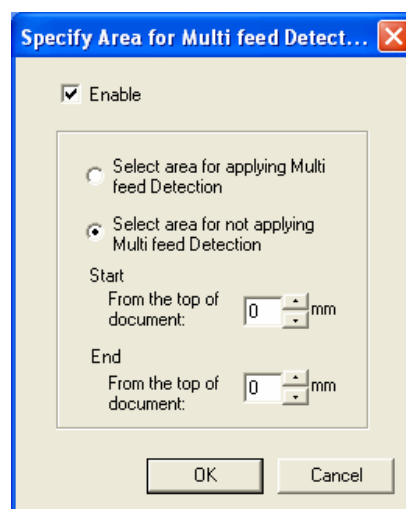 Specify Area for Multi feed Detect...
Enable
Select area for applying Multi
feed Detection
Select area for not applying
Multi feed Detection
Start
From the top of
document:
0 mm
End
From the top of
document:
0 mm
OK Cancel